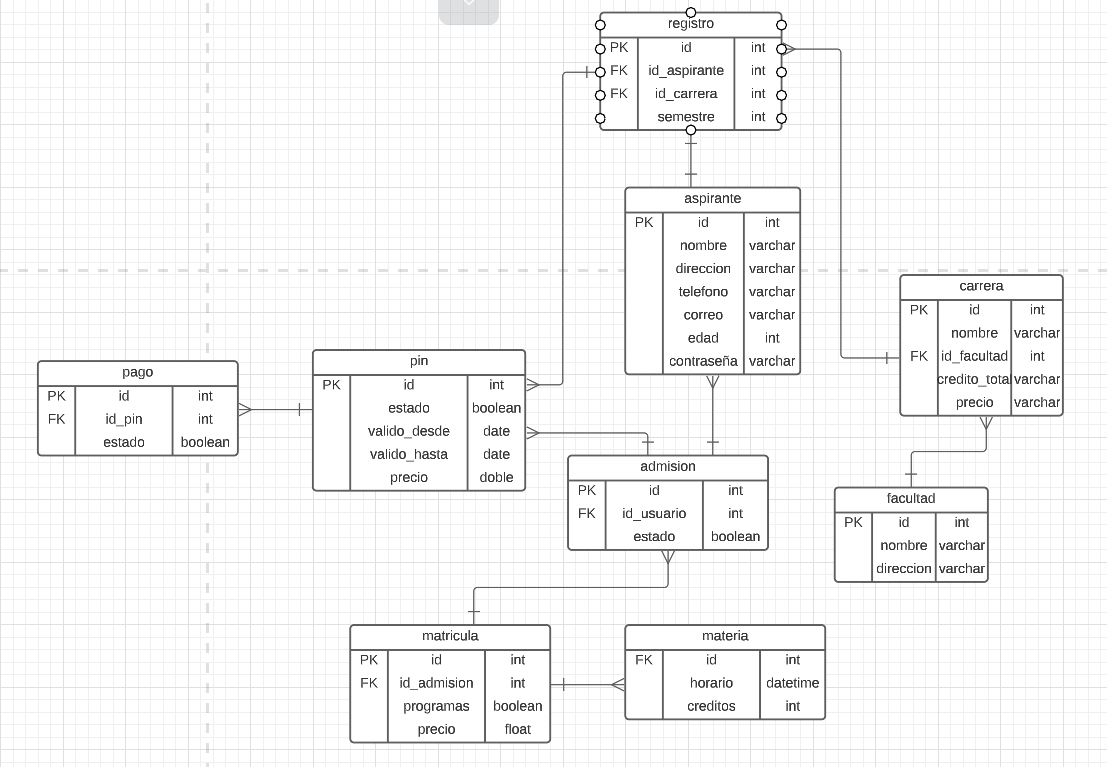 registro
PK id int
FK id_aspirante int
FK id_carrera int
semestre int
aspirante
PK id int
nombre varchar
direccion varchar
telefono varchar
correo varchar
edad int
contraseña varchar
carrera
PK id int
nombre varchar
FK id_facultad int
credito_total varchar
precio varchar
pago
PK id int
FK id_pin int
estado boolean
pin
PK id int
estado boolean
valido_desde date
valido_hasta date
precio doble
admision
PK id int
FK id_usuario int
estado boolean
facultad
PK id int
nombre varchar
direccion varchar
matricula
PK id int
FK id_admision int
programas boolean
precio float
materia
FK id int
horario datetime
creditos int